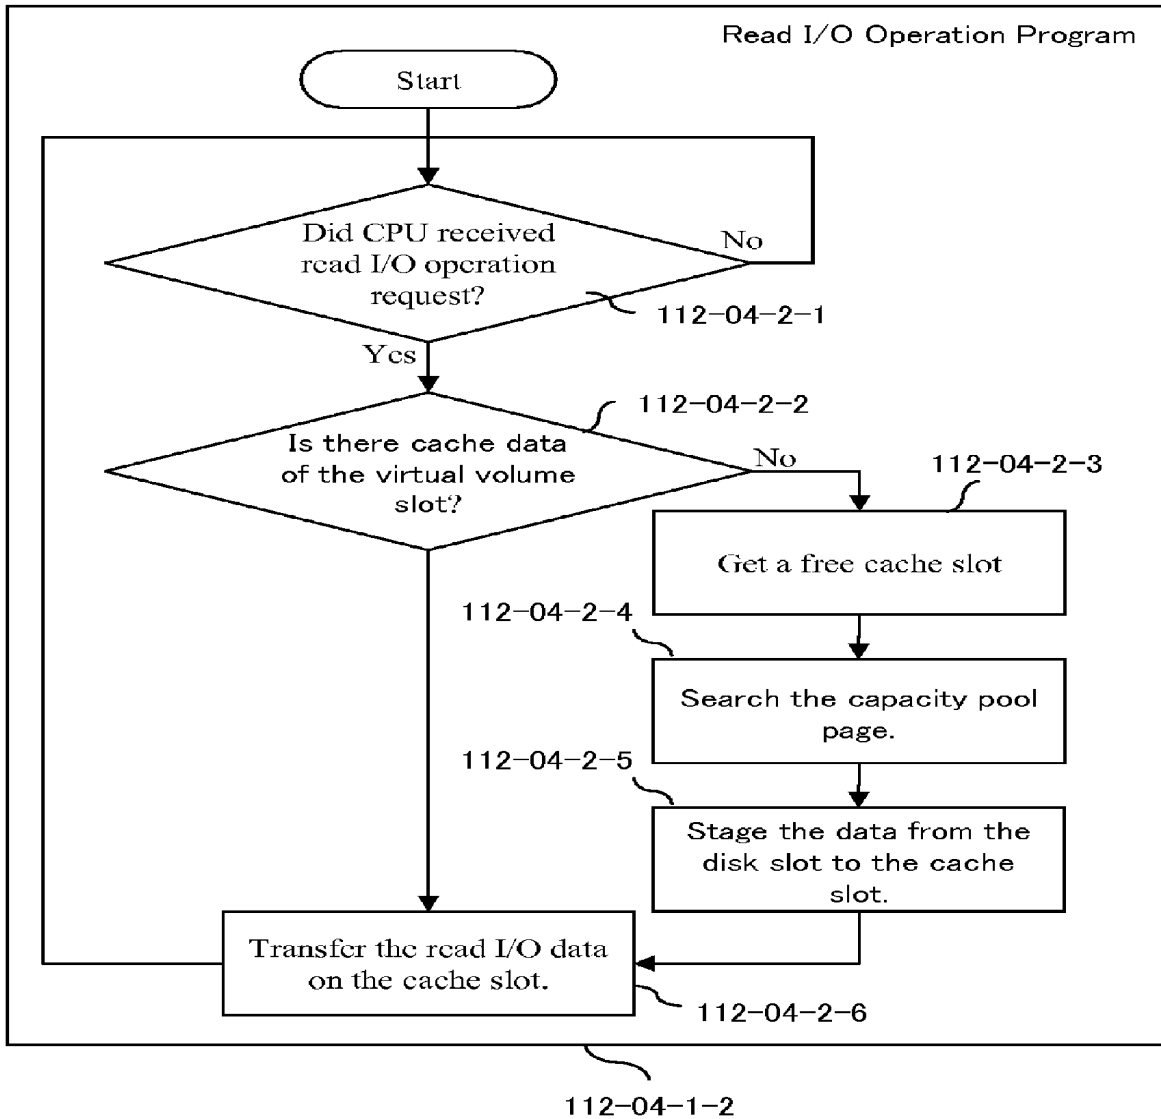 Read I/O Operation Program
Start
Did CPU received
read I/O operation
request?
No
112-04-2-1
Yes
112-04-2-2
Is there cache data
of the virtual volume
slot?
No
112-04-2-3
Get a free cache slot
112-04-2-4
Search the capacity pool
page.
112-04-2-5
Stage the data from the
disk slot to the cache
slot.
Transfer the read I/O data
on the cache slot.
112-04-2-6
112-04-1-2